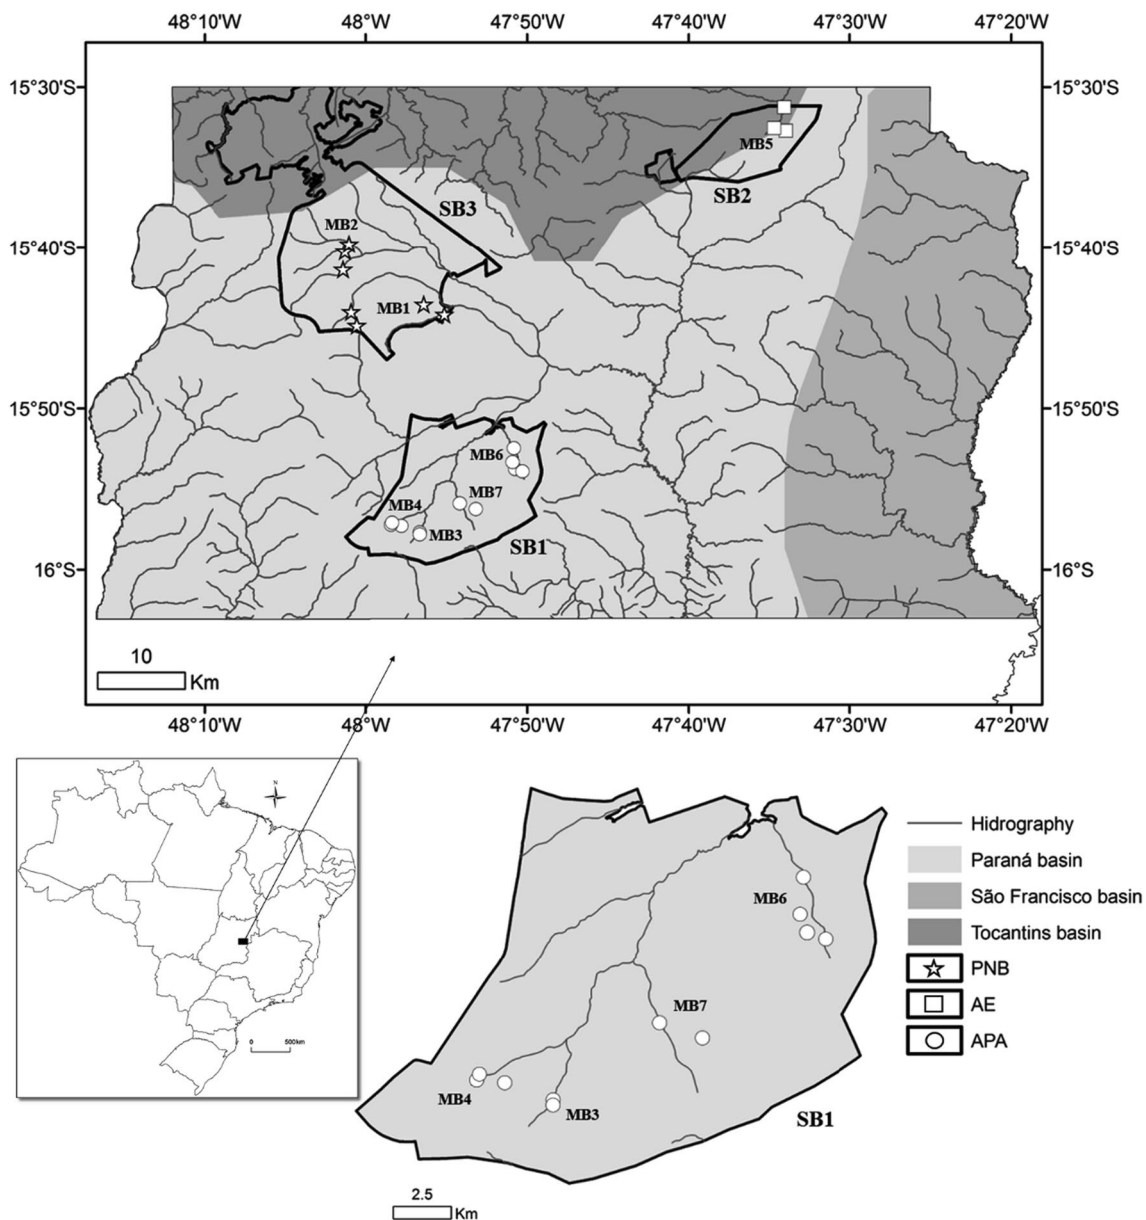 48°10'W 48°W 47°50'W 47°40'W 47°30'W 47°20'W
15°30'S 15°30'S
MB5
SB3 SB2
MB2
15°40'S 15°40'S
MB1
15°50'S 15°50'S
MB6
MB7
MB4
MB3 SB1
16°S 16°S
10
Km
48°10'W 48°W 47°50'W 47°40'W 47°30'W 47°20'W
N
Hidrography
Paraná basin
MB6 São Francisco basin
Tocantins basin
PNB
MB7 AE
APA
0 500km
MB4
MB3 SB1
2.5
Km